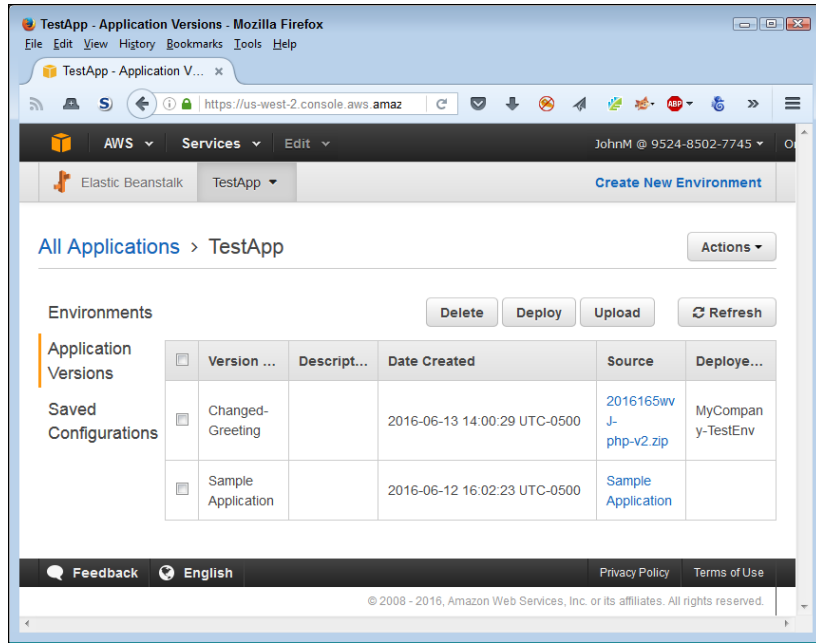 TestApp - Application Versions - Mozilla Firefox
File Edit View History Bookmarks Tools Help
TestApp - Application V... ×
https://us-west-2.console.aws.amaz
ABP
AWS Services Edit JohnM @ 9524-8502-7745
Elastic Beanstalk TestApp Create New Environment
All Applications > TestApp Actions
Environments Delete Deploy Upload Refresh
Application
Versions
Saved
Configurations
Version ... Descript... Date Created Source Deploye...
Changed-
Greeting
2016-06-13 14:00:29 UTC-0500
2016165wv
J-
php-v2.zip
MyCompan
y-TestEnv
Sample
Application
2016-06-12 16:02:23 UTC-0500
Sample
Application
Feedback English Privacy Policy Terms of Use
© 2008 - 2016, Amazon Web Services, Inc. or its affiliates. All rights reserved.